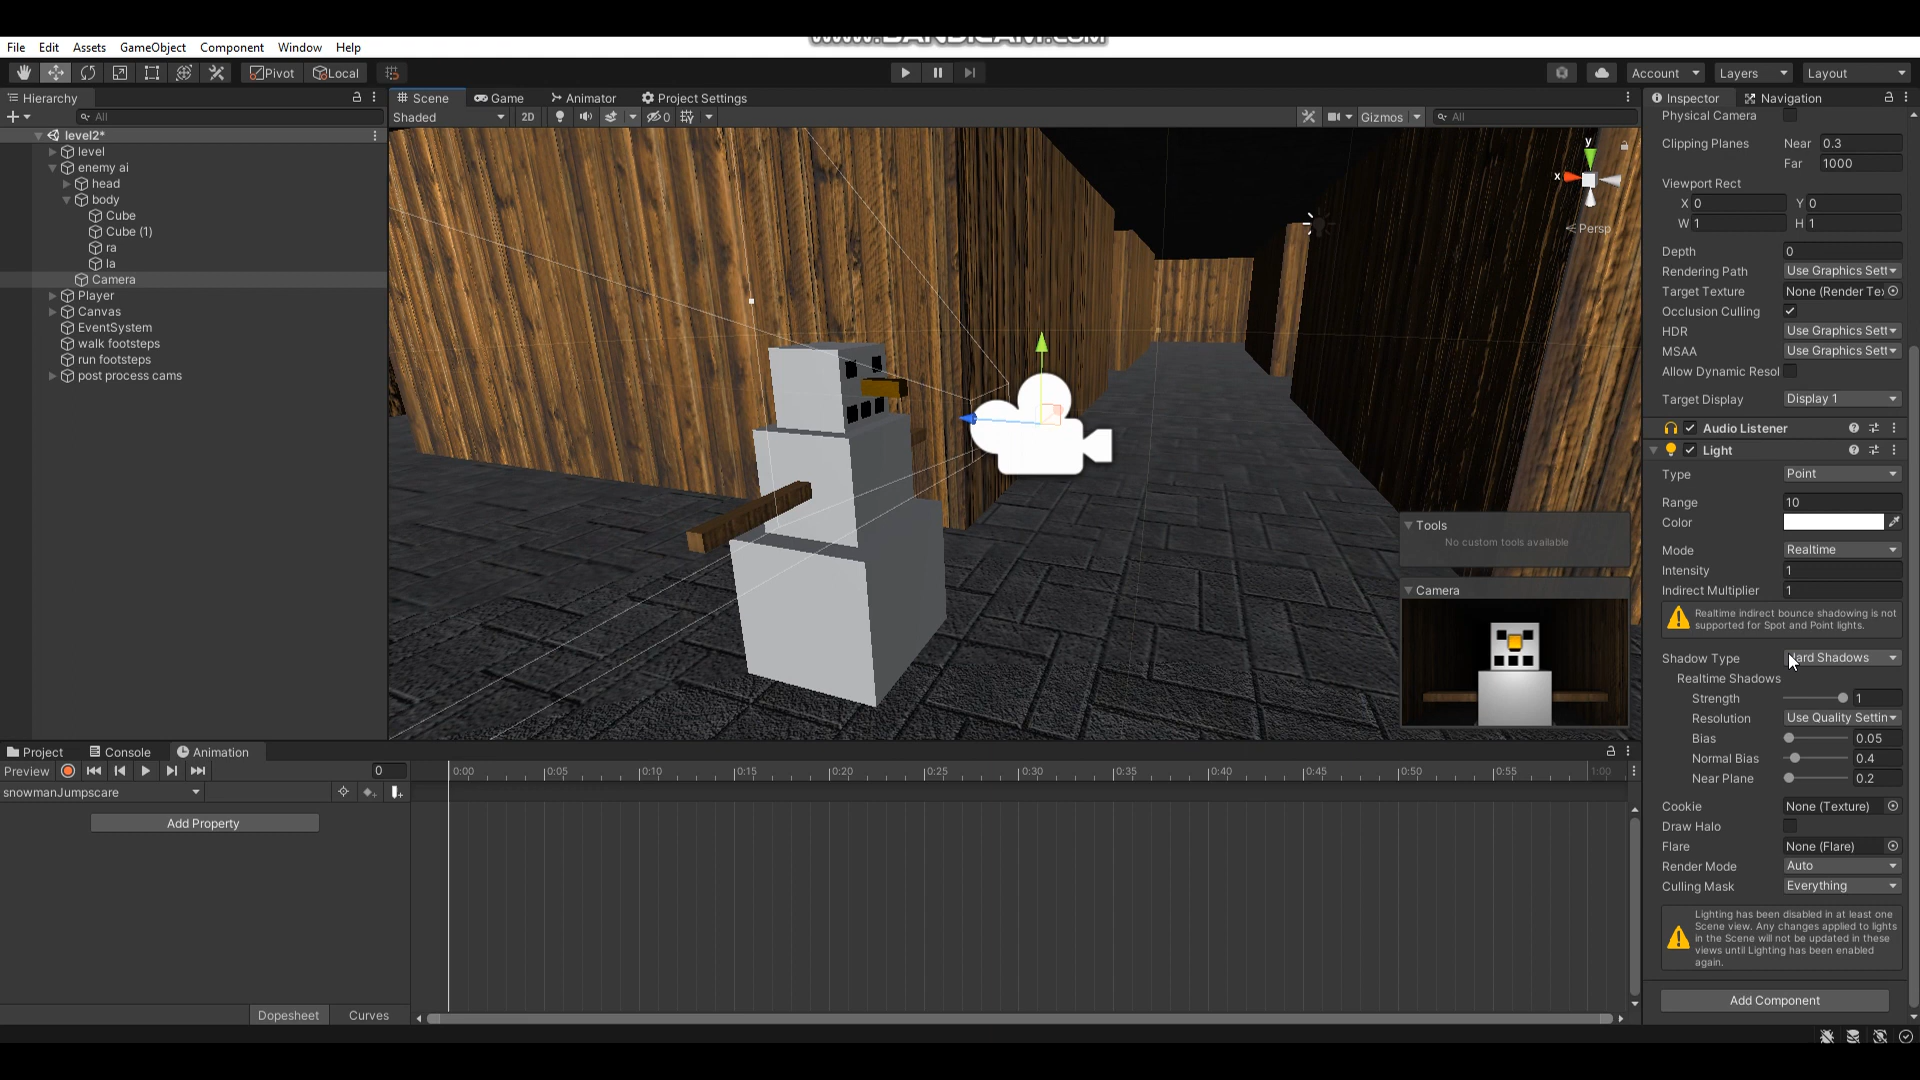 www.BANDICAM.com
File Edit Assets GameObject Component Window Help
Pivot Local Account Layers Layout
Hierarchy
All
level2*
level
enemy ai
head
body
Cube
Cube (1)
ra
la
Camera
Player
Canvas
EventSystem
walk footsteps
run footsteps
post process cams
Scene Game Animator Project Settings
Shaded 2D 0 Gizmos All
y
x
Persp
Tools
No custom tools available
Camera
Inspector Navigation
Physical Camera
Clipping Planes Near 0.3
Far 1000
Viewport Rect
X 0 Y 0
W 1 H 1
Depth 0
Rendering Path Use Graphics Sett
Target Texture None (Render Te
Occlusion Culling
HDR Use Graphics Sett
MSAA Use Graphics Sett
Allow Dynamic Resol
Target Display Display 1
Audio Listener
Light
Type Point
Range 10
Color
Mode Realtime
Intensity 1
Indirect Multiplier 1
Realtime indirect bounce shadowing is not
supported for Spot and Point lights.
Shadow Type Hard Shadows
Realtime Shadows
Strength 1
Resolution Use Quality Settin
Bias 0.05
Normal Bias 0.4
Near Plane 0.2
Cookie None (Texture)
Draw Halo
Flare None (Flare)
Render Mode Auto
Culling Mask Everything
Lighting has been disabled in at least one
Scene view. Any changes applied to lights
in the Scene will not be updated in these
views until Lighting has been enabled
again.
Add Component
Project Console Animation
Preview 0
snowmanJumpscare
Add Property
0:00 0:05 0:10 0:15 0:20 0:25 0:30 0:35 0:40 0:45 0:50 0:55 1:00
Dopesheet Curves